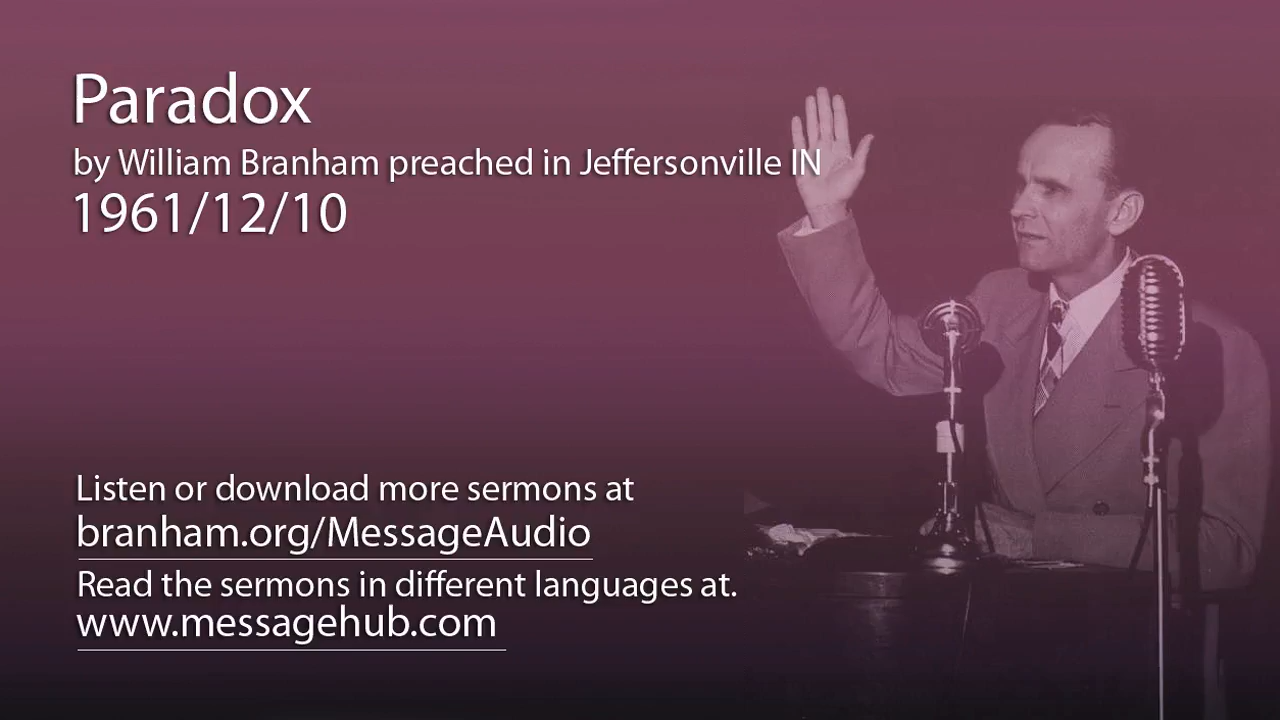 Paradox
by William Branham preached in Jeffersonville IN
1961/12/10
Listen or download more sermons at
branham.org/MessageAudio
Read the sermons in different languages at.
www.messagehub.com